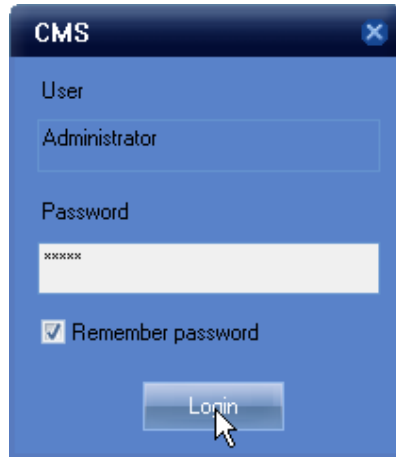 CMS
User
Administrator
Password
*****
Remember password
Login